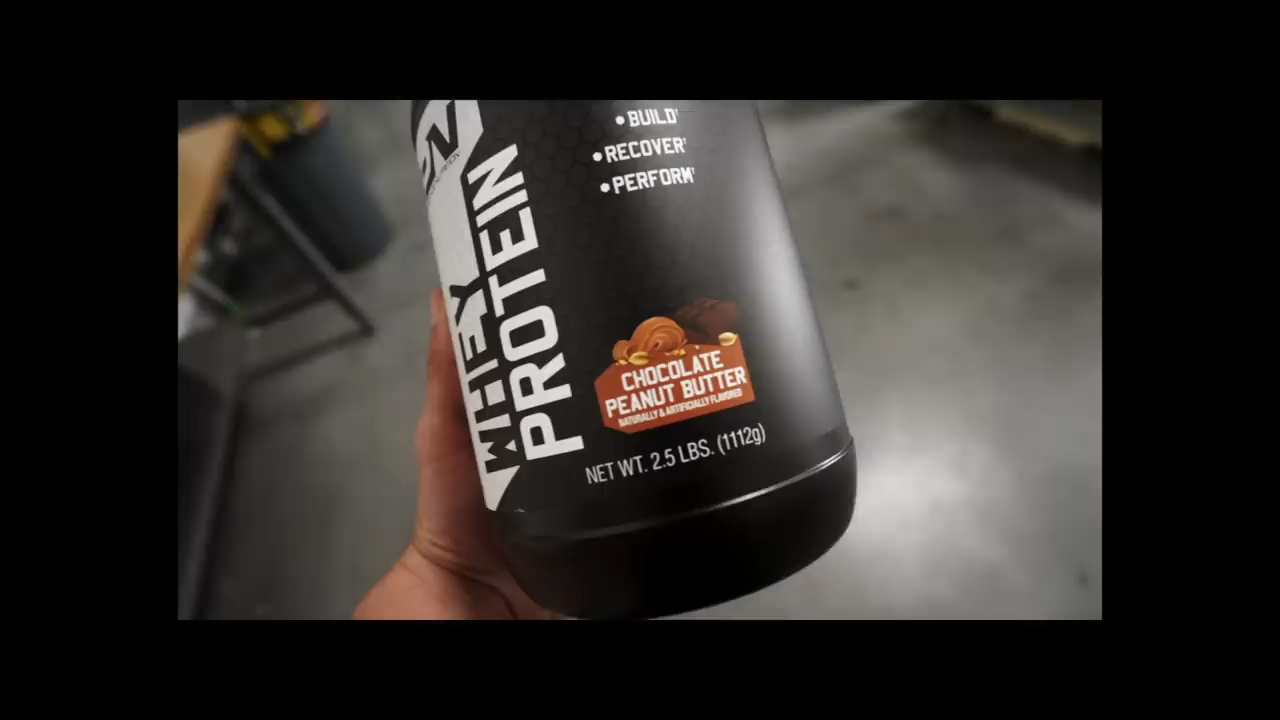 • BUILD†
• RECOVER†
• PERFORM†
WHEY
PROTEIN
CHOCOLATE
PEANUT BUTTER
NATURALLY & ARTIFICIALLY FLAVORED
NET WT. 2.5 LBS. (1112g)